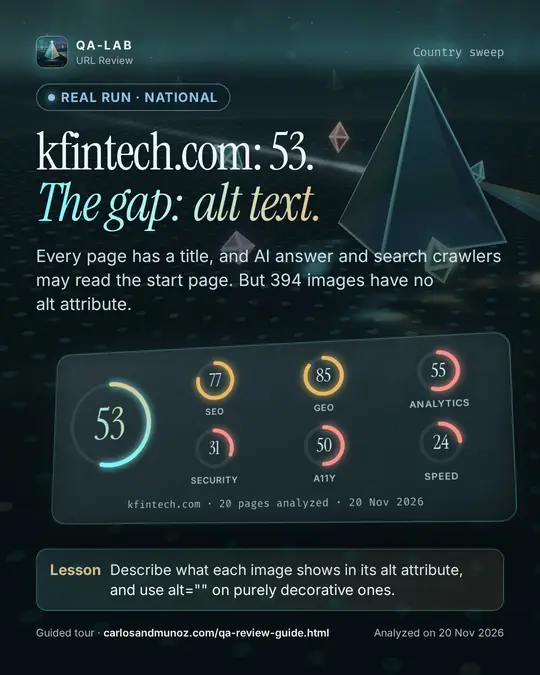 QA-LAB
URL Review
Country sweep
REAL RUN · NATIONAL
kfintech.com: 53.
The gap: alt text.
Every page has a title, and AI answer and search crawlers
may read the start page. But 394 images have no
alt attribute.
53
77
SEO
85
GEO
55
ANALYTICS
31
SECURITY
50
A11Y
24
SPEED
kfintech.com · 20 pages analyzed · 20 Nov 2026
Lesson Describe what each image shows in its alt attribute,
and use alt="" on purely decorative ones.
Guided tour · carlosandmunoz.com/qa-review-guide.html
Analyzed on 20 Nov 2026